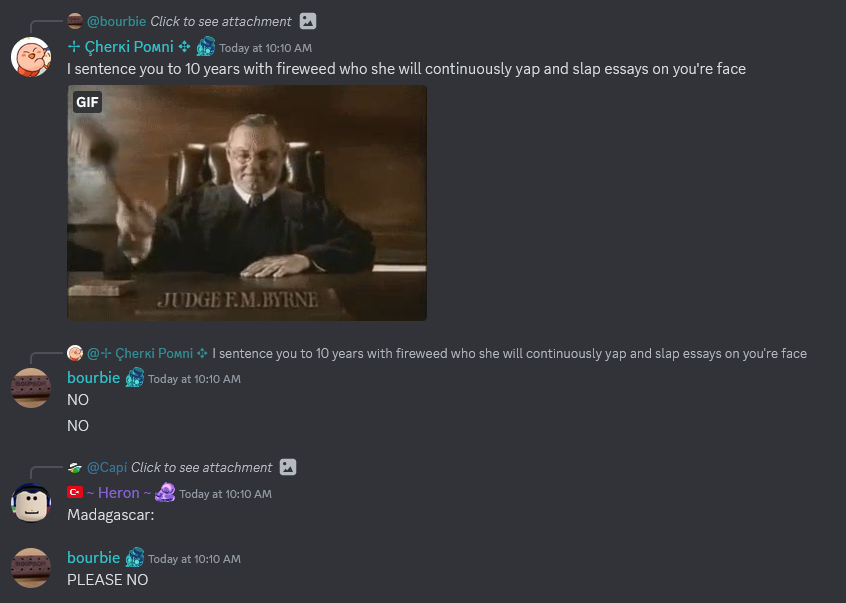 @bourbie Click to see attachment
✢ Çherкi Poмni ✣ Today at 10:10 AM
I sentence you to 10 years with fireweed who she will continuously yap and slap essays on you're face
GIF
JUDGE F.M.BYRNE
@✢ Çherкi Poмni ✣ I sentence you to 10 years with fireweed who she will continuously yap and slap essays on you're face
bourbie Today at 10:10 AM
NO
NO
@Capi Click to see attachment
~ Heron ~ Today at 10:10 AM
Madagascar:
bourbie Today at 10:10 AM
PLEASE NO